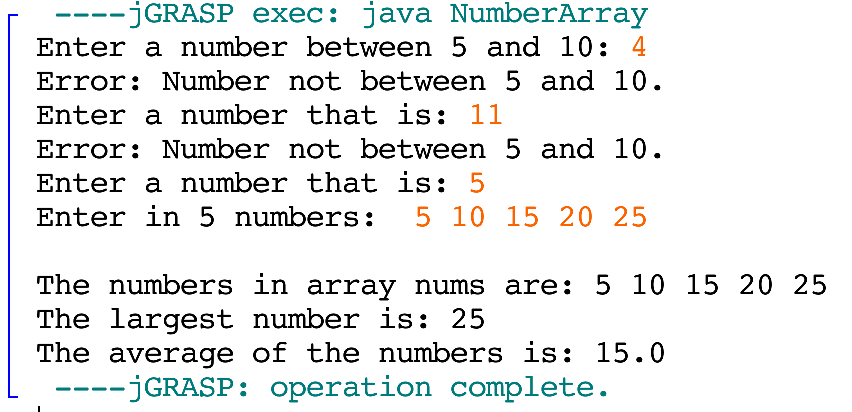 ----jGRASP exec: java NumberArray
Enter a number between 5 and 10: 4
Error: Number not between 5 and 10.
Enter a number that is: 11
Error: Number not between 5 and 10.
Enter a number that is: 5
Enter in 5 numbers:  5 10 15 20 25

The numbers in array nums are: 5 10 15 20 25
The largest number is: 25
The average of the numbers is: 15.0
----jGRASP: operation complete.